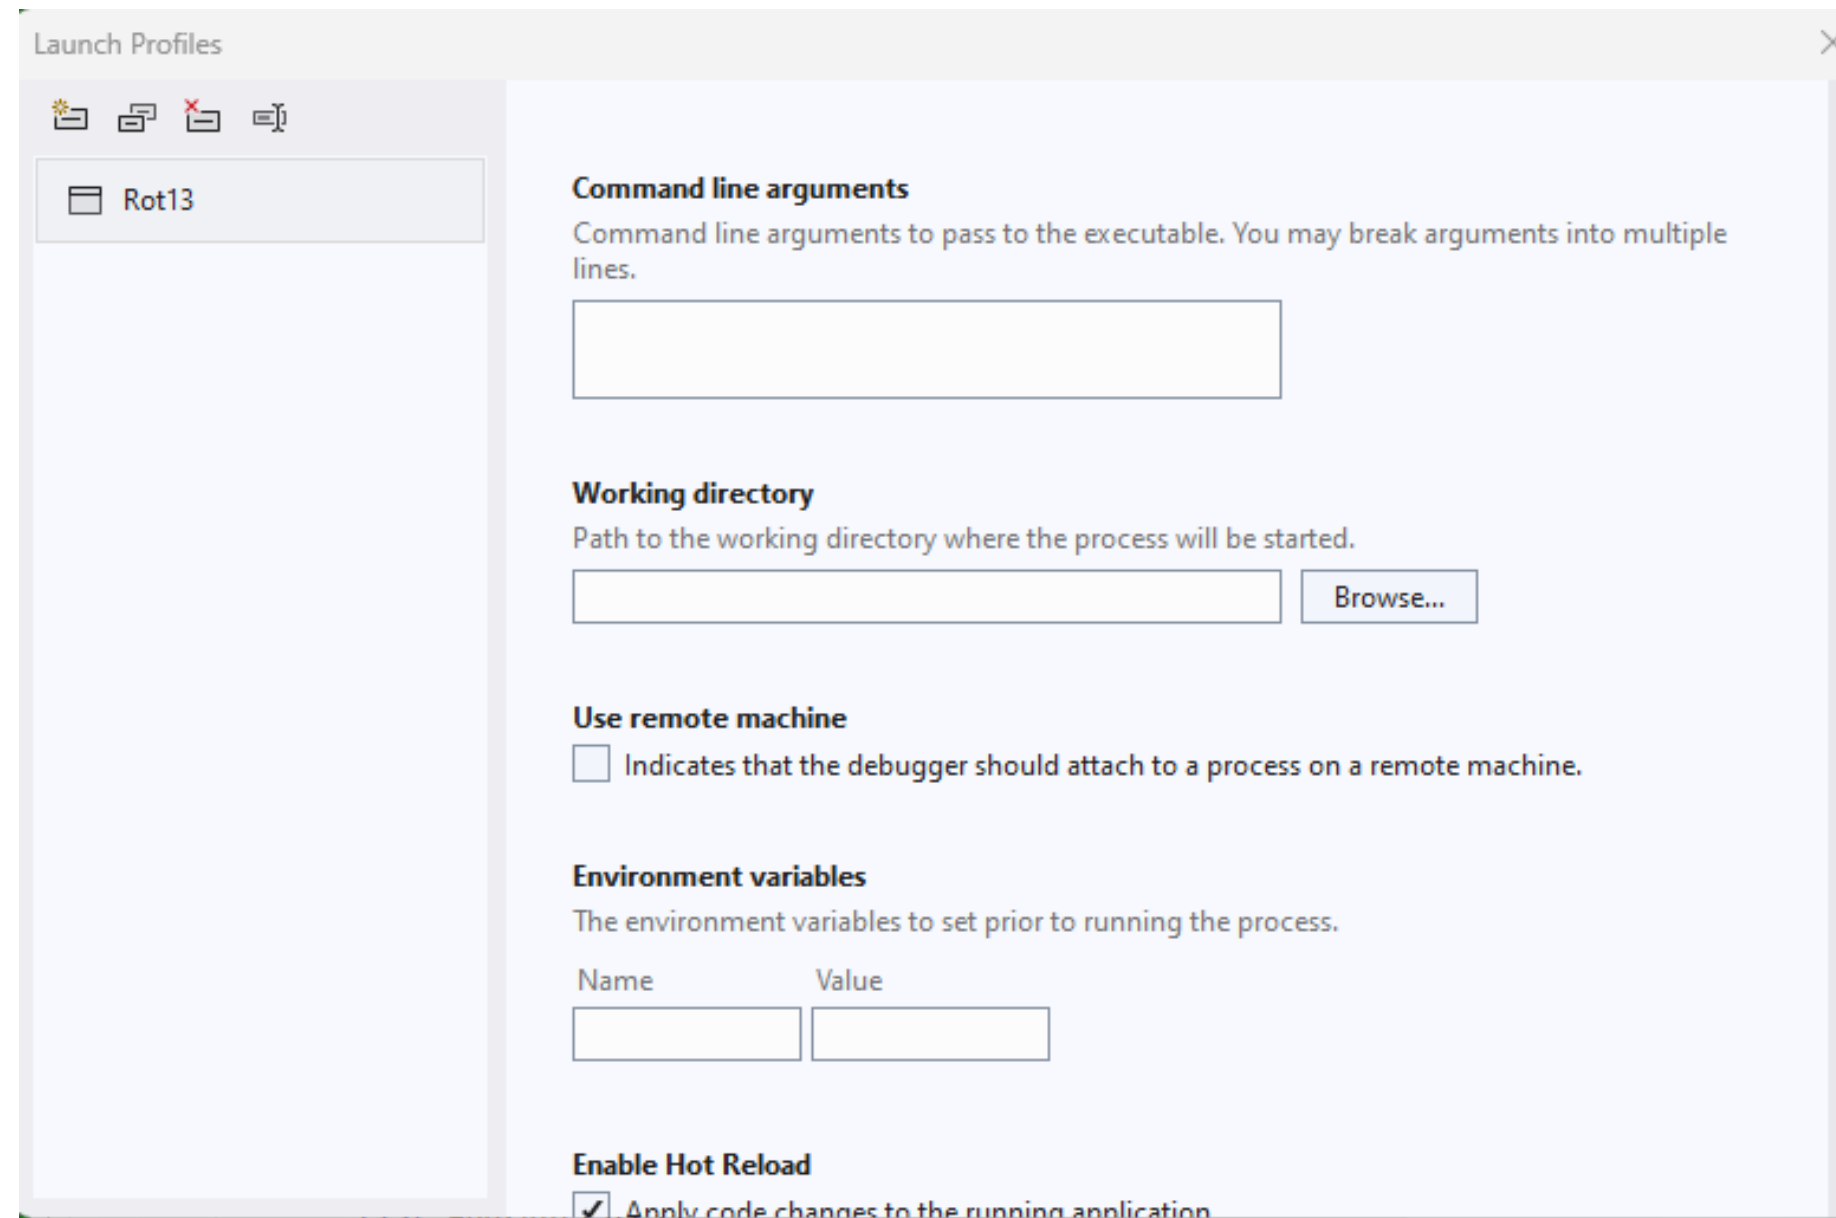 Launch Profiles
Rot13
Command line arguments
Command line arguments to pass to the executable. You may break arguments into multiple
lines.
Working directory
Path to the working directory where the process will be started.
Browse...
Use remote machine
Indicates that the debugger should attach to a process on a remote machine.
Environment variables
The environment variables to set prior to running the process.
Name Value
Enable Hot Reload
Apply code changes to the running application.